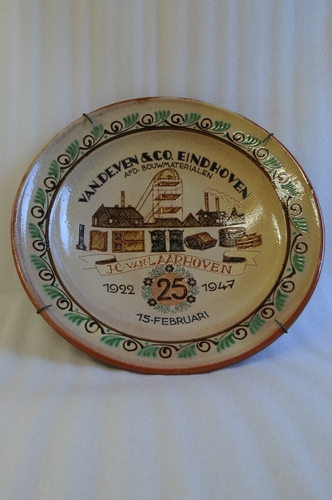 VAN.DEVEN & CO. EINDHOVEN
AFD-BOUWMATERIALEN
J.C-VAN LAARHOVEN
1922 25 1947
15-FEBRUARI